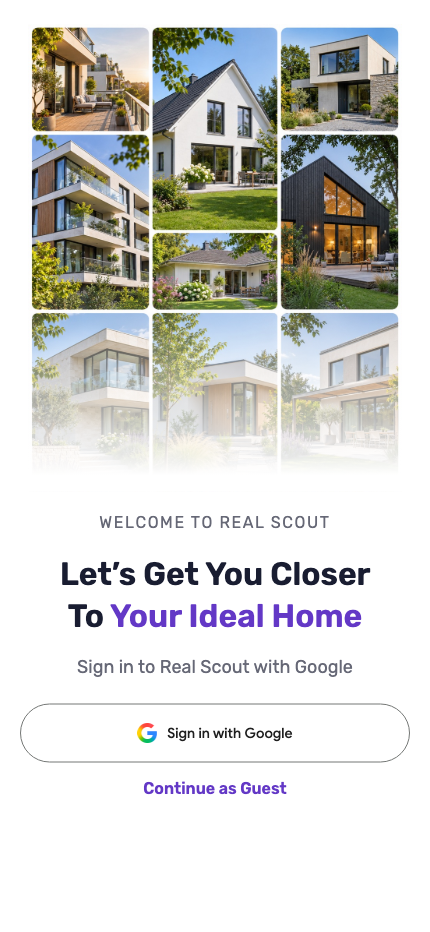 WELCOME TO REAL SCOUT
Let’s Get You Closer
To Your Ideal Home
Sign in to Real Scout with Google
Sign in with Google
Continue as Guest